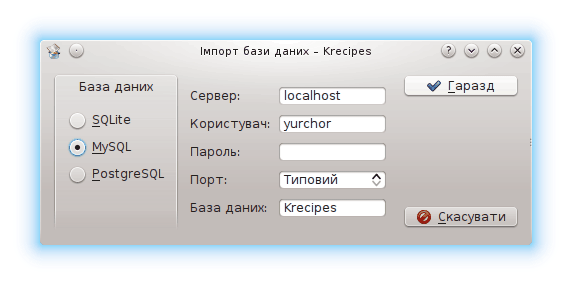 Імпорт бази даних – Krecipes
База даних
SQLite
MySQL
PostgreSQL
Сервер: localhost
Користувач: yurchor
Пароль:
Порт: Типовий
База даних: Krecipes
Гаразд
Скасувати